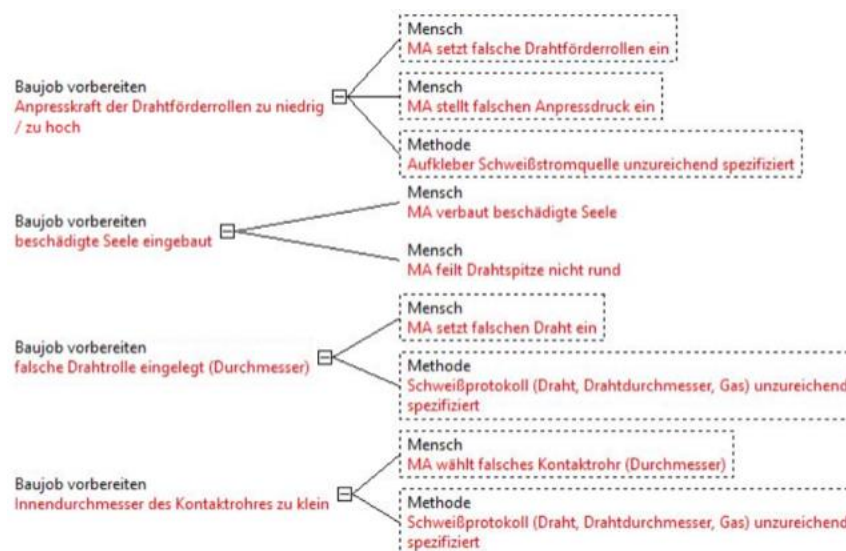 Mensch
MA setzt falsche Drahtförderrollen ein
Baujob vorbereiten
Anpresskraft der Drahtförderrollen zu niedrig
/ zu hoch
Mensch
MA stellt falschen Anpressdruck ein
Methode
Aufkleber Schweißstromquelle unzureichend spezifiziert
Baujob vorbereiten
beschädigte Seele eingebaut
Mensch
MA verbaut beschädigte Seele
Mensch
MA feilt Drahtspitze nicht rund
Baujob vorbereiten
falsche Drahtrolle eingelegt (Durchmesser)
Mensch
MA setzt falschen Draht ein
Methode
Schweißprotokoll (Draht, Drahtdurchmesser, Gas) unzureichend
spezifiziert
Baujob vorbereiten
Innendurchmesser des Kontaktrohres zu klein
Mensch
MA wählt falsches Kontaktrohr (Durchmesser)
Methode
Schweißprotokoll (Draht, Drahtdurchmesser, Gas) unzureichend
spezifiziert